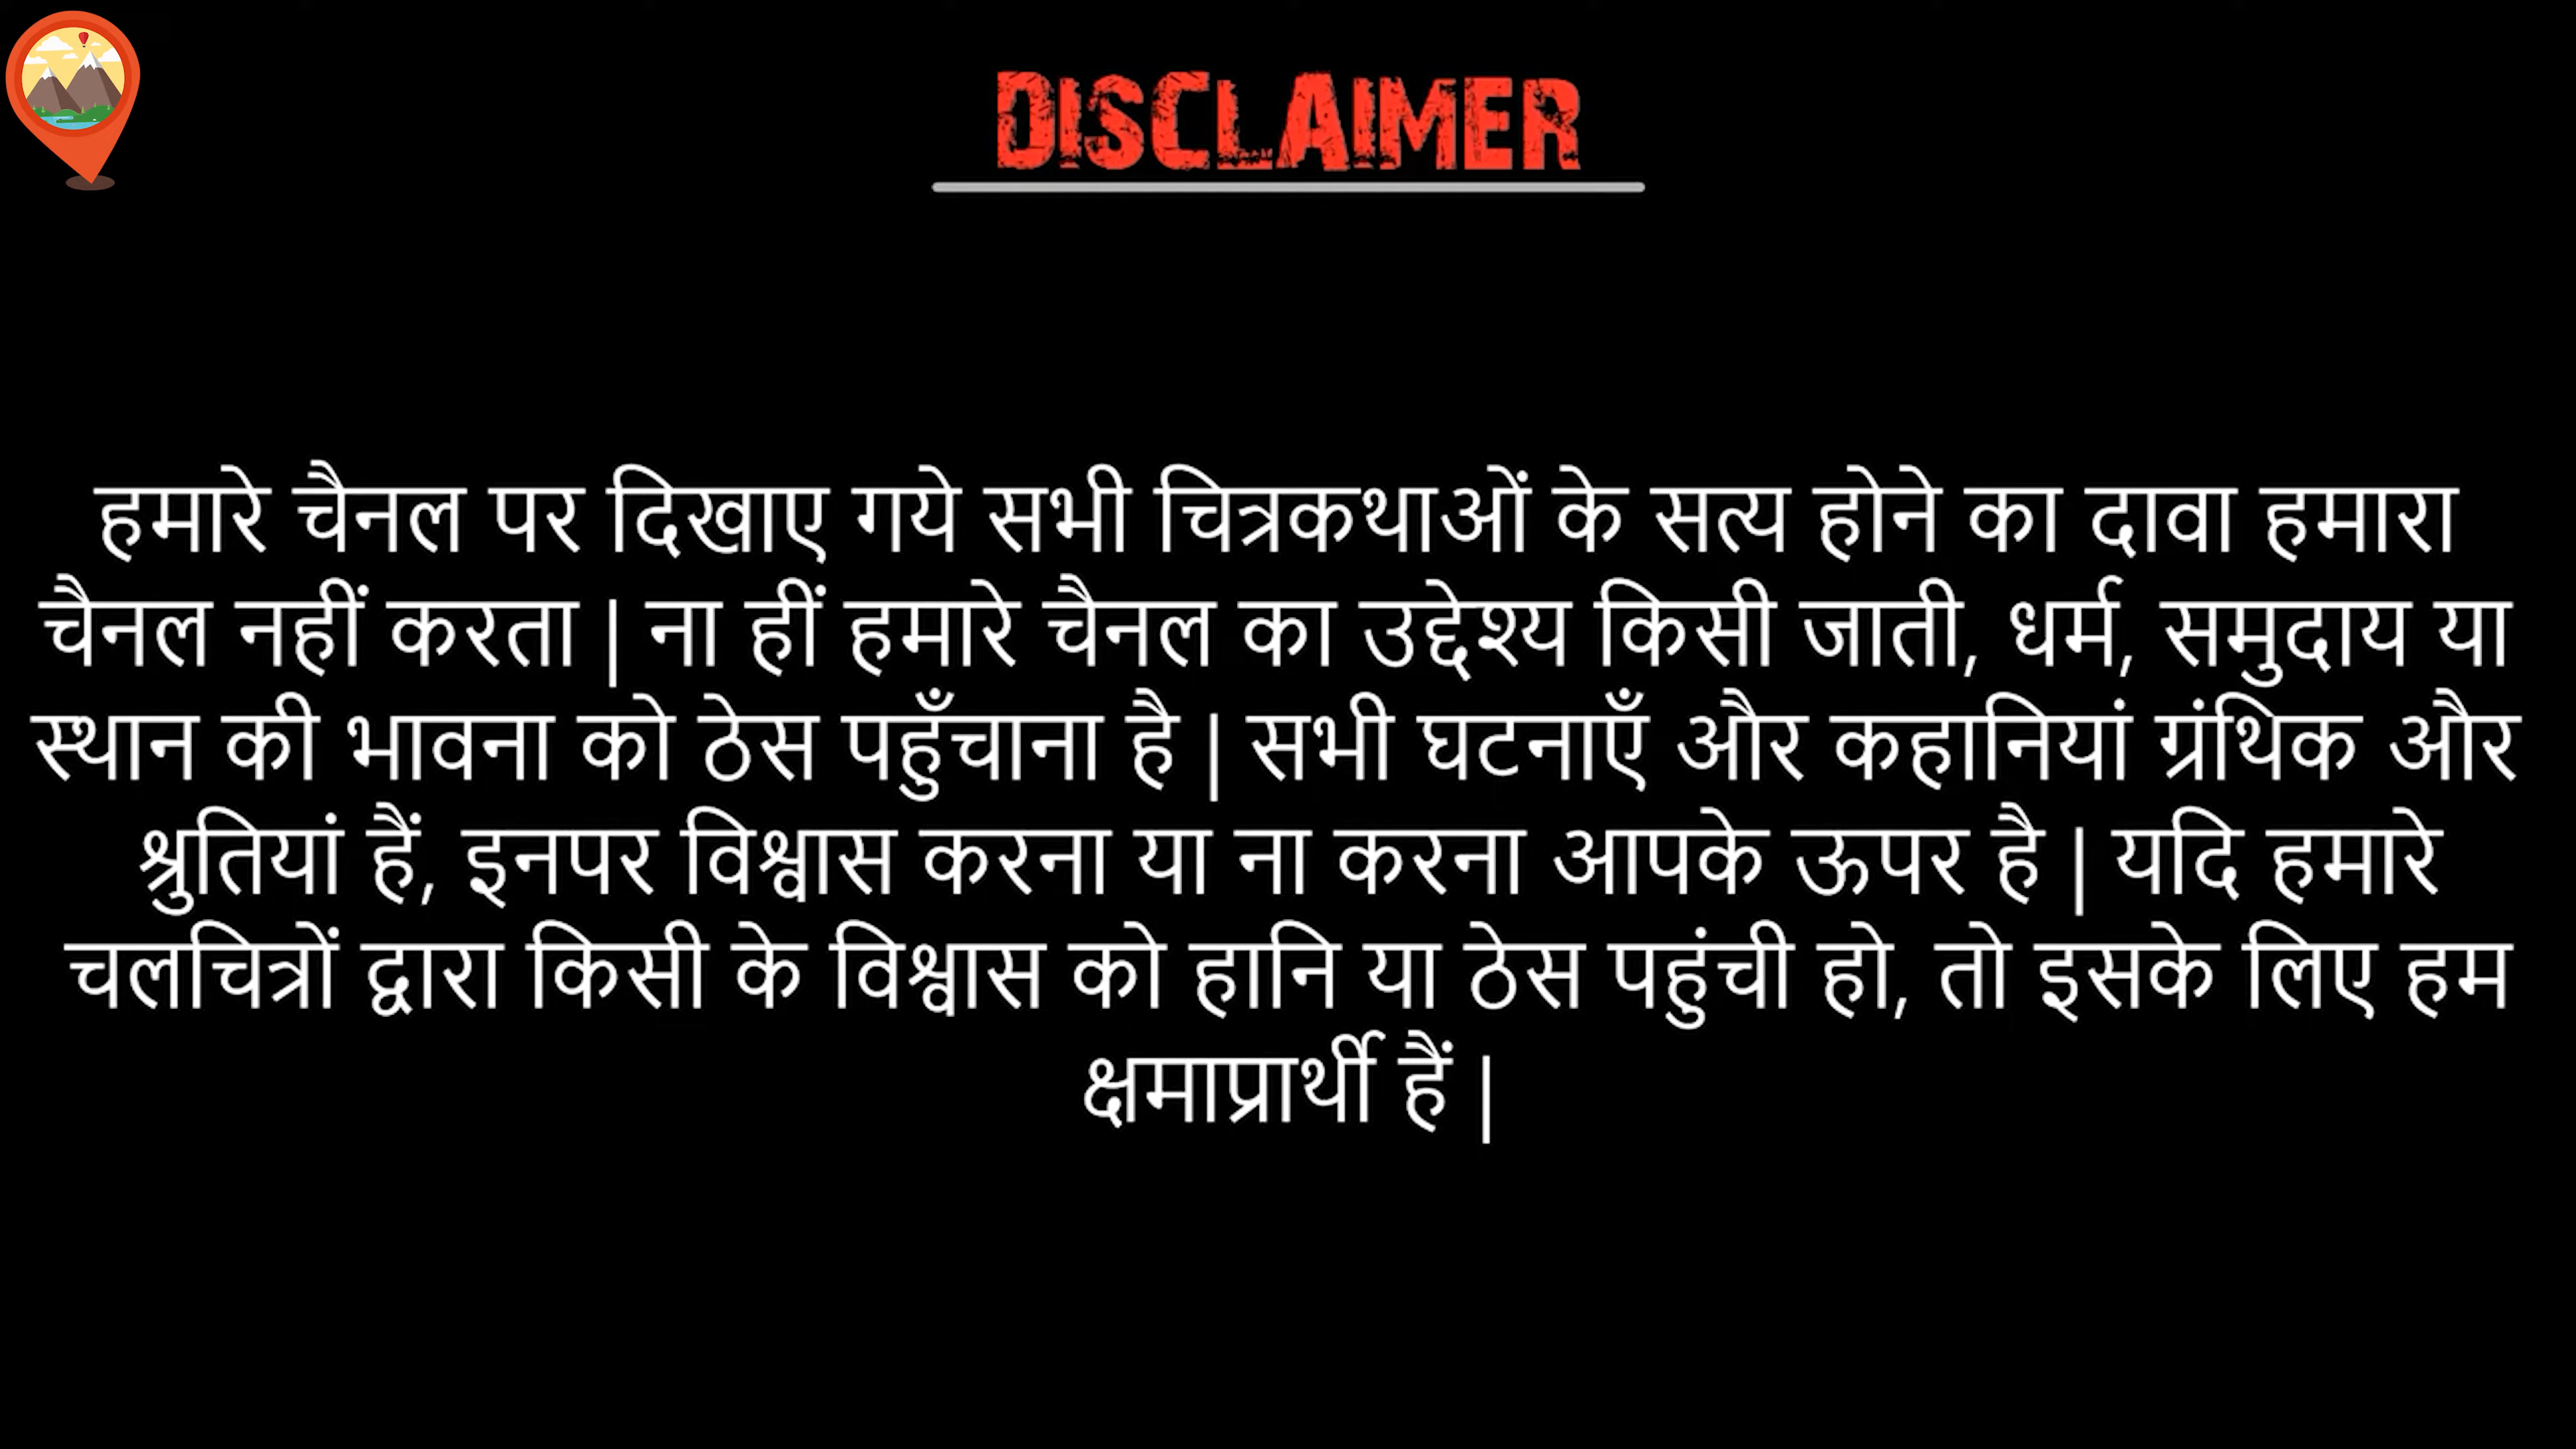 DISCLAIMER
हमारे चैनल पर दिखाए गये सभी चित्रकथाओं के सत्य होने का दावा हमारा
चैनल नहीं करता | ना हीं हमारे चैनल का उद्देश्य किसी जाती, धर्म, समुदाय या
स्थान की भावना को ठेस पहुँचाना है | सभी घटनाएँ और कहानियां ग्रंथिक और
श्रुतियां हैं, इनपर विश्वास करना या ना करना आपके ऊपर है | यदि हमारे
चलचित्रों द्वारा किसी के विश्वास को हानि या ठेस पहुंची हो, तो इसके लिए हम
क्षमाप्रार्थी हैं |